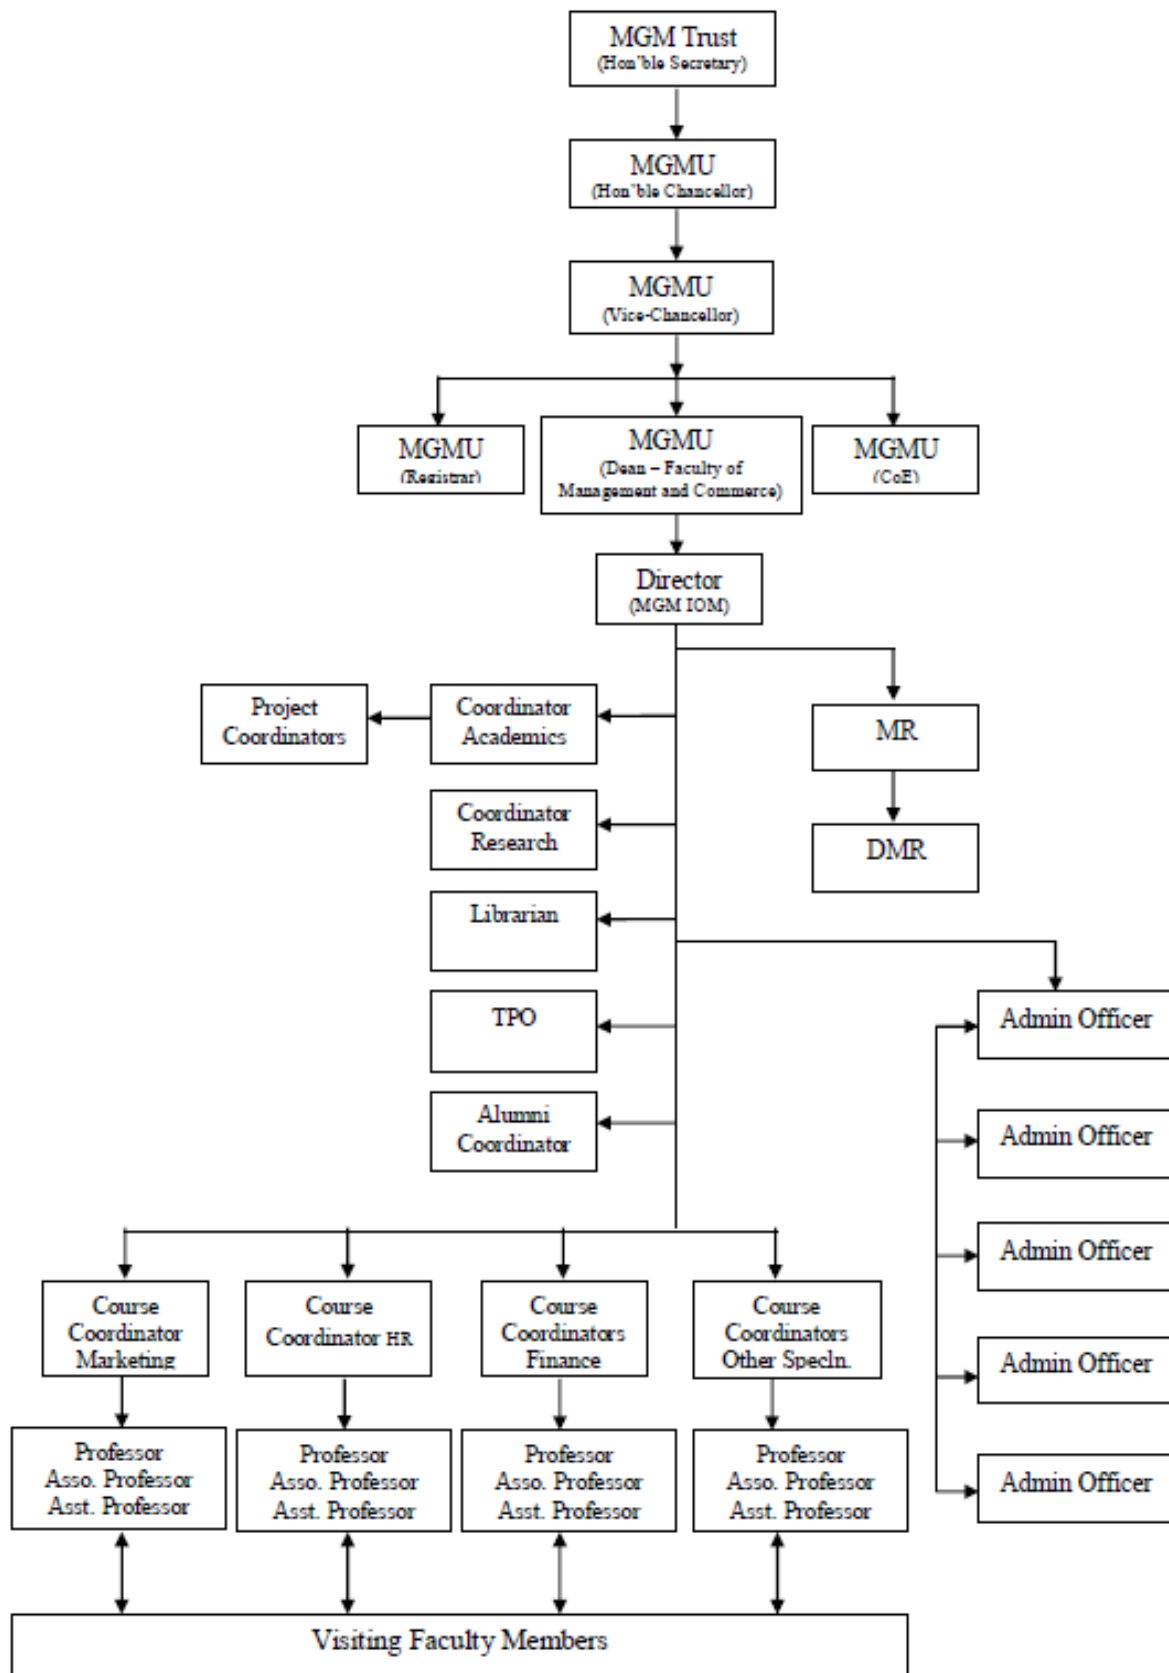 MGM Trust
(Hon'ble Secretary)
MGMU
(Hon'ble Chancellor)
MGMU
(Vice-Chancellor)
MGMU
(Registrar)
MGMU
(Dean – Faculty of
Management and Commerce)
MGMU
(CoE)
Director
(MGM IOM)
Project
Coordinators
Coordinator
Academics
MR
Coordinator
Research
DMR
Librarian
TPO
Admin Officer
Alumni
Coordinator
Admin Officer
Admin Officer
Admin Officer
Admin Officer
Course
Coordinator
Marketing
Course
Coordinator HR
Course
Coordinators
Finance
Course
Coordinators
Other Specln.
Professor
Asso. Professor
Asst. Professor
Professor
Asso. Professor
Asst. Professor
Professor
Asso. Professor
Asst. Professor
Professor
Asso. Professor
Asst. Professor
Visiting Faculty Members